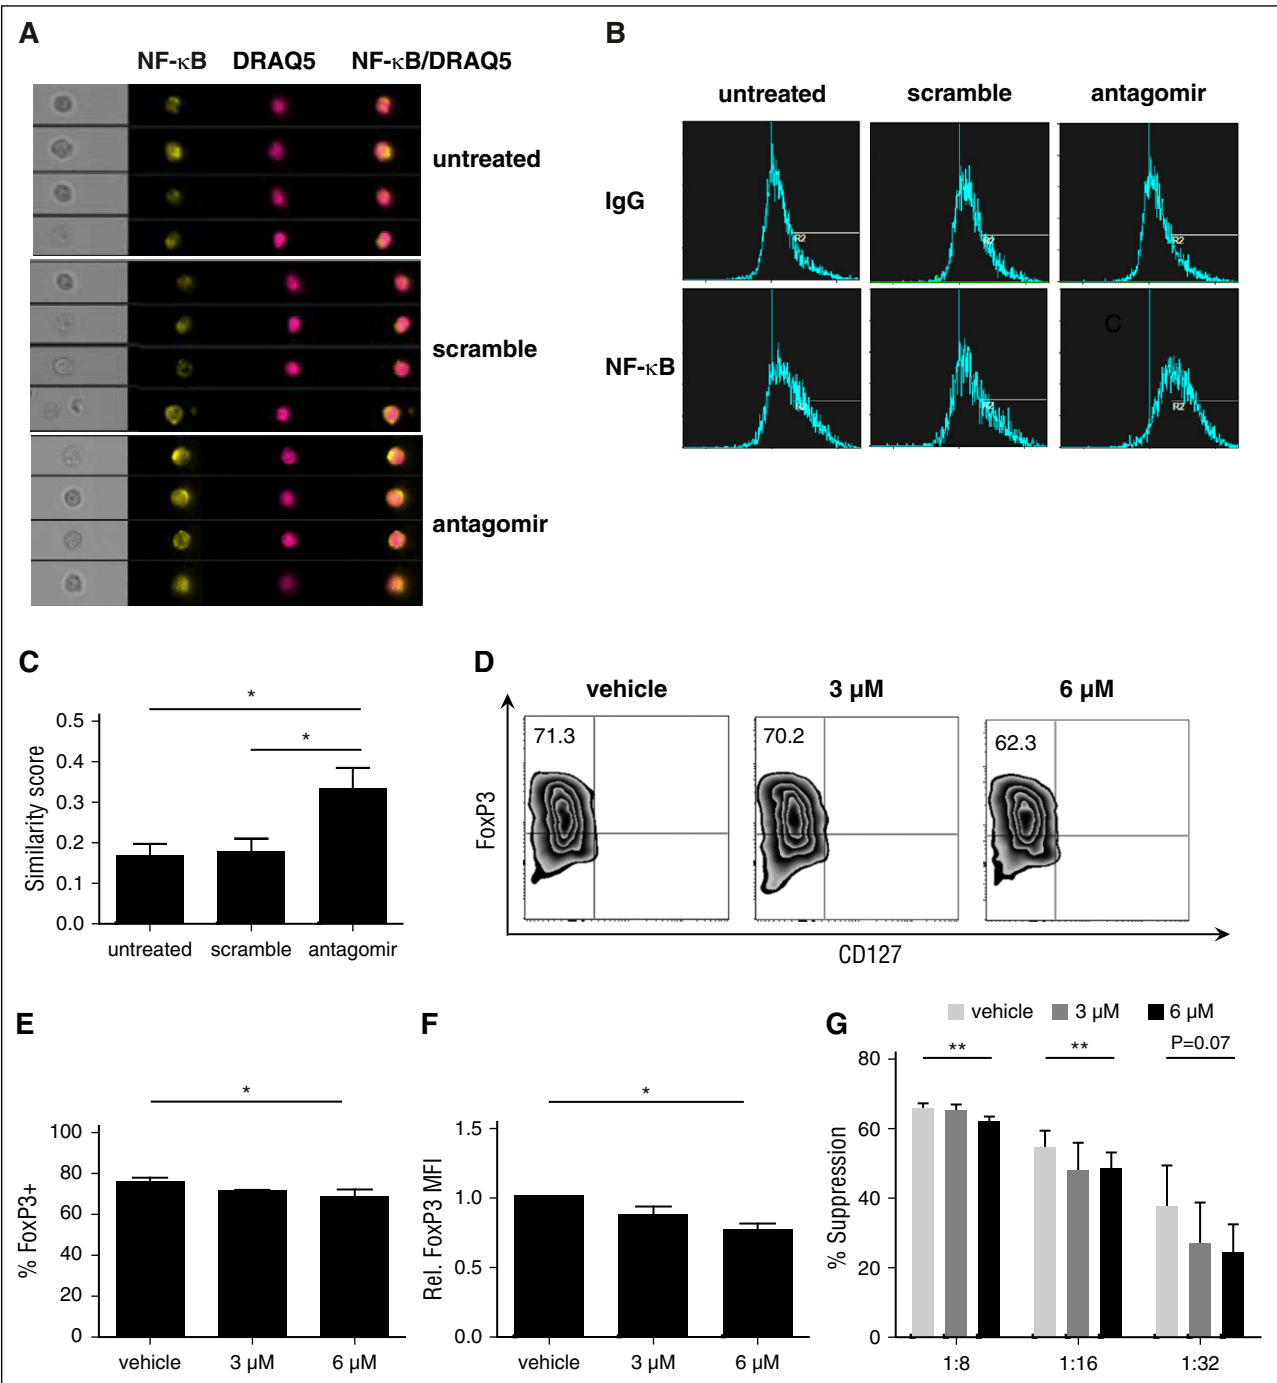 A
NF-κB DRAQ5 NF-κB/DRAQ5
untreated
scramble
antagomir
B
untreated scramble antagomir
IgG
R2 R2 R2
NF-κB
C
R2 R2 R2
C
* 
*
Similarity score
0.5
0.4
0.3
0.2
0.1
0.0
untreated scramble antagomir
D
vehicle 3 µM 6 µM
71.3 70.2 62.3
FoxP3
CD127
E
*
% FoxP3+
100
80
60
40
20
0
vehicle 3 µM 6 µM
F
*
Rel. FoxP3 MFI
1.5
1.0
0.5
0.0
vehicle 3 µM 6 µM
G
vehicle 3 µM 6 µM
** ** P=0.07
% Suppression
80
60
40
20
0
1:8 1:16 1:32